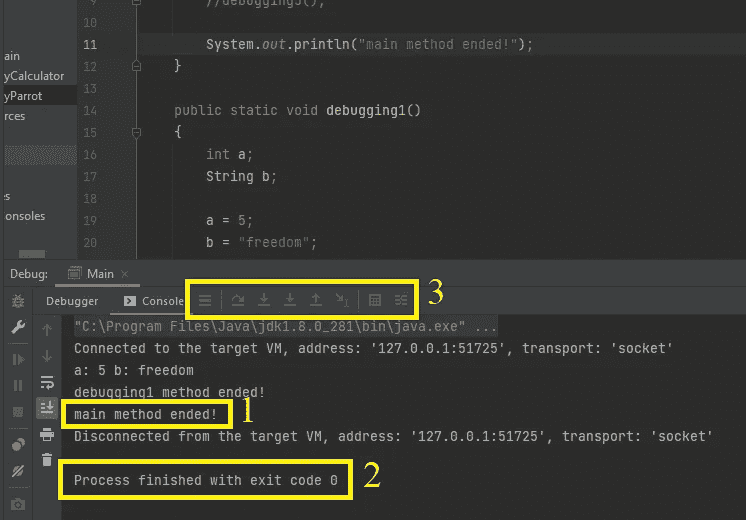 9 //debugging3();
11 System.out.println("main method ended!");
12 }
13
14 public static void debugging1()
15 {
16 int a;
17 String b;
18
19 a = 5;
20 b = "freedom";
ain
yCalculator
yParrot
rces
es
onsoles
Debug: Main ×
Debugger Console 3
"C:\Program Files\Java\jdk1.8.0_281\bin\java.exe" ...
Connected to the target VM, address: '127.0.0.1:51725', transport: 'socket'
a: 5 b: freedom
debugging1 method ended!
main method ended! 1
Disconnected from the target VM, address: '127.0.0.1:51725', transport: 'socket'
Process finished with exit code 0 2